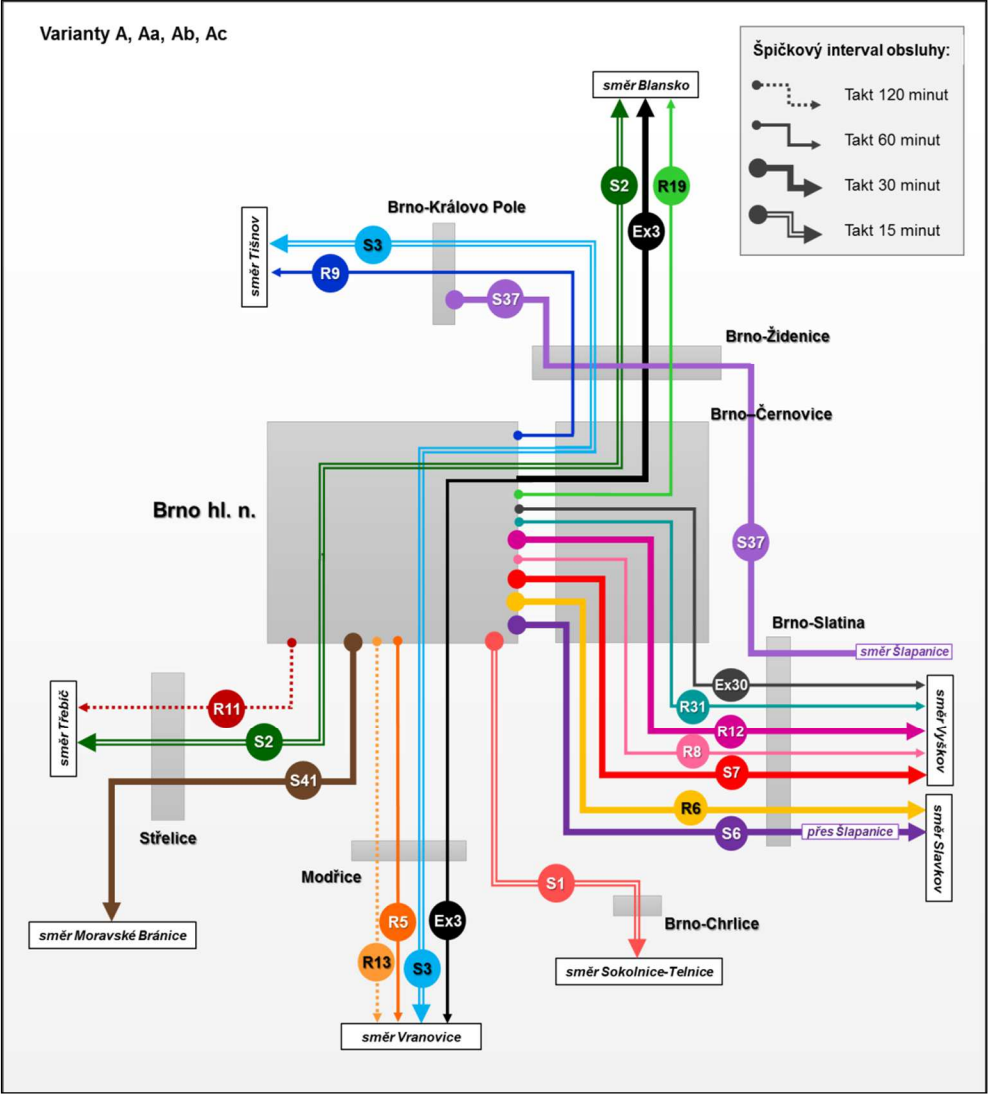 Varianty A, Aa, Ab, Ac
Špičkový interval obsluhy:
Takt 120 minut
Takt 60 minut
Takt 30 minut
Takt 15 minut
směr Blansko
S2
R19
Ex3
Brno-Královo Pole
směr Tišnov
S3
R9
S37
Brno-Židenice
Brno–Černovice
Brno hl. n.
S37
Brno-Slatina
směr Šlapanice
Ex30
R31
R12
R8
S7
směr Vyškov
R6
S6
přes Šlapanice
směr Slavkov
směr Třebíč
R11
S2
S41
Střelice
Modřice
S1
Brno-Chrlice
směr Moravské Bránice
R5
Ex3
R13
S3
směr Sokolnice-Telnice
směr Vranovice